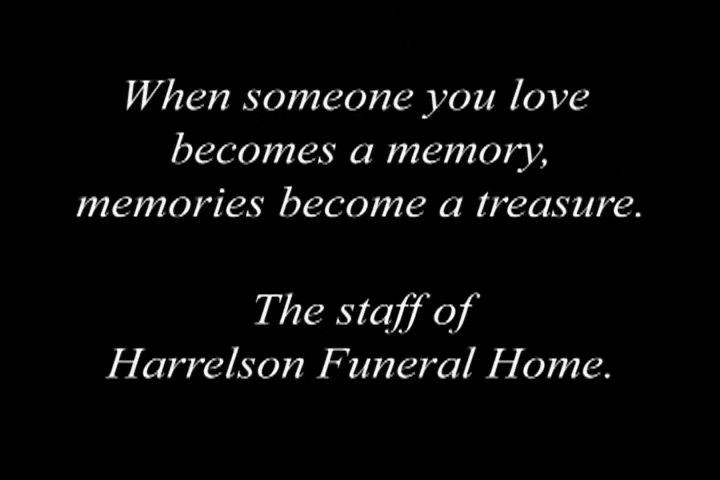 When someone you love
becomes a memory,
memories become a treasure.
The staff of
Harrelson Funeral Home.